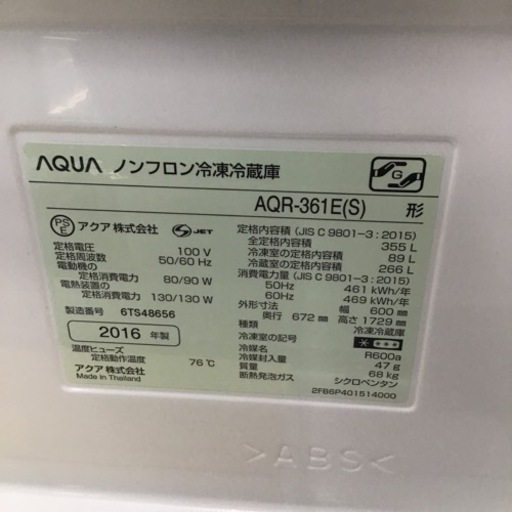 AQUA ノンフロン冷凍冷蔵庫
G
AQR-361E(S) 形
PS E アクア 株式会社 S JET
定格電圧 100 V
定格周波数 50/60 Hz
電動機の
定格消費電力 80/90 W
電熱装置の
定格消費電力 130/130 W
製造番号 6TS48656
2016 年製
温度ヒューズ
定格動作温度 76℃
アクア 株式会社
Made in Thailand
定格内容積 (JIS C 9801-3 : 2015)
全定格内容積 355 L
冷凍室の定格内容積 89 L
冷蔵室の定格内容積 266 L
消費電力量 (JIS C 9801-3 : 2015)
50Hz 461 kWh/年
60Hz 469 kWh/年
外形寸法 幅 600 mm
奥行 672 mm 高さ 1729 mm
種類 冷凍冷蔵庫
冷凍室の記号
冷媒名 R600a
冷媒封入量 47 g
質量 68 kg
断熱発泡ガス シクロペンタン
2FB6P401514000
>ABS<